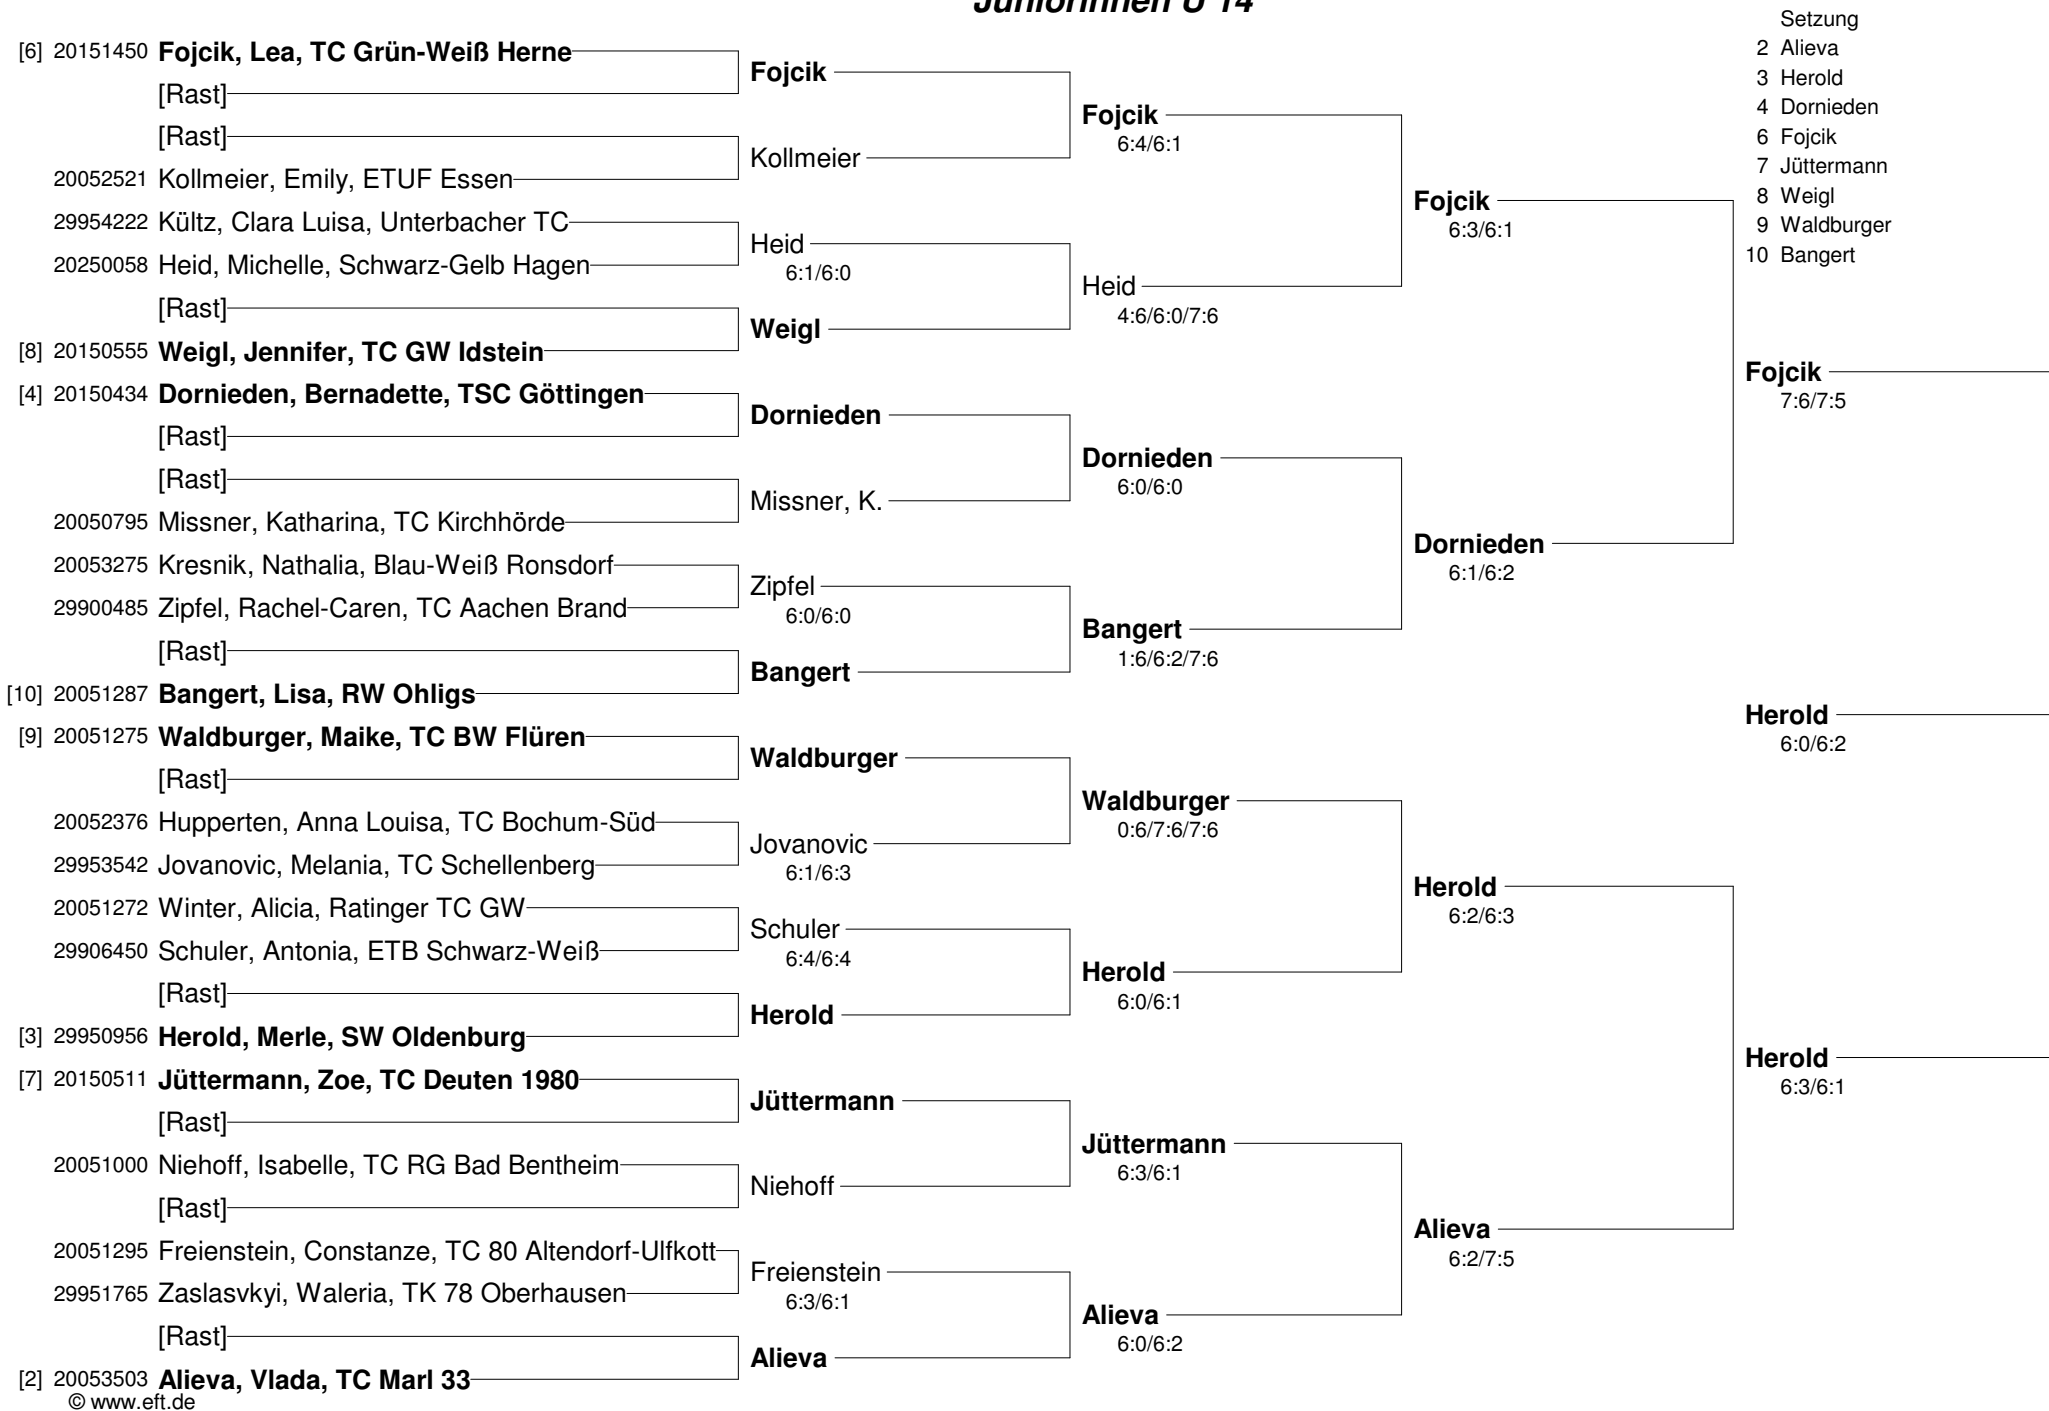 Juniorinnen U 14
Setzung
2 Alieva
3 Herold
4 Dornieden
6 Fojcik
7 Jüttermann
8 Weigl
9 Waldburger
10 Bangert
[6] 20151450 Fojcik, Lea, TC Grün-Weiß Herne
[Rast]
[Rast]
20052521 Kollmeier, Emily, ETUF Essen
29954222 Kültz, Clara Luisa, Unterbacher TC
20250058 Heid, Michelle, Schwarz-Gelb Hagen
[Rast]
[8] 20150555 Weigl, Jennifer, TC GW Idstein
[4] 20150434 Dornieden, Bernadette, TSC Göttingen
[Rast]
[Rast]
20050795 Missner, Katharina, TC Kirchhörde
20053275 Kresnik, Nathalia, Blau-Weiß Ronsdorf
29900485 Zipfel, Rachel-Caren, TC Aachen Brand
[Rast]
[10] 20051287 Bangert, Lisa, RW Ohligs
[9] 20051275 Waldburger, Maike, TC BW Flüren
[Rast]
20052376 Hupperten, Anna Louisa, TC Bochum-Süd
29953542 Jovanovic, Melania, TC Schellenberg
20051272 Winter, Alicia, Ratinger TC GW
29906450 Schuler, Antonia, ETB Schwarz-Weiß
[Rast]
[3] 29950956 Herold, Merle, SW Oldenburg
[7] 20150511 Jüttermann, Zoe, TC Deuten 1980
[Rast]
20051000 Niehoff, Isabelle, TC RG Bad Bentheim
[Rast]
20051295 Freienstein, Constanze, TC 80 Altendorf-Ulfkott
29951765 Zaslasvkyi, Waleria, TK 78 Oberhausen
[Rast]
[2] 20053503 Alieva, Vlada, TC Marl 33
© www.eft.de
Fojcik
Kollmeier
Heid
6:1/6:0
Weigl
Dornieden
Missner, K.
Zipfel
6:0/6:0
Bangert
Waldburger
Jovanovic
6:1/6:3
Schuler
6:4/6:4
Herold
Jüttermann
Niehoff
Freienstein
6:3/6:1
Alieva
Fojcik
6:4/6:1
Heid
4:6/6:0/7:6
Dornieden
6:0/6:0
Bangert
1:6/6:2/7:6
Waldburger
0:6/7:6/7:6
Herold
6:0/6:1
Jüttermann
6:3/6:1
Alieva
6:0/6:2
Fojcik
6:3/6:1
Dornieden
6:1/6:2
Herold
6:2/6:3
Alieva
6:2/7:5
Fojcik
7:6/7:5
Herold
6:0/6:2
Herold
6:3/6:1